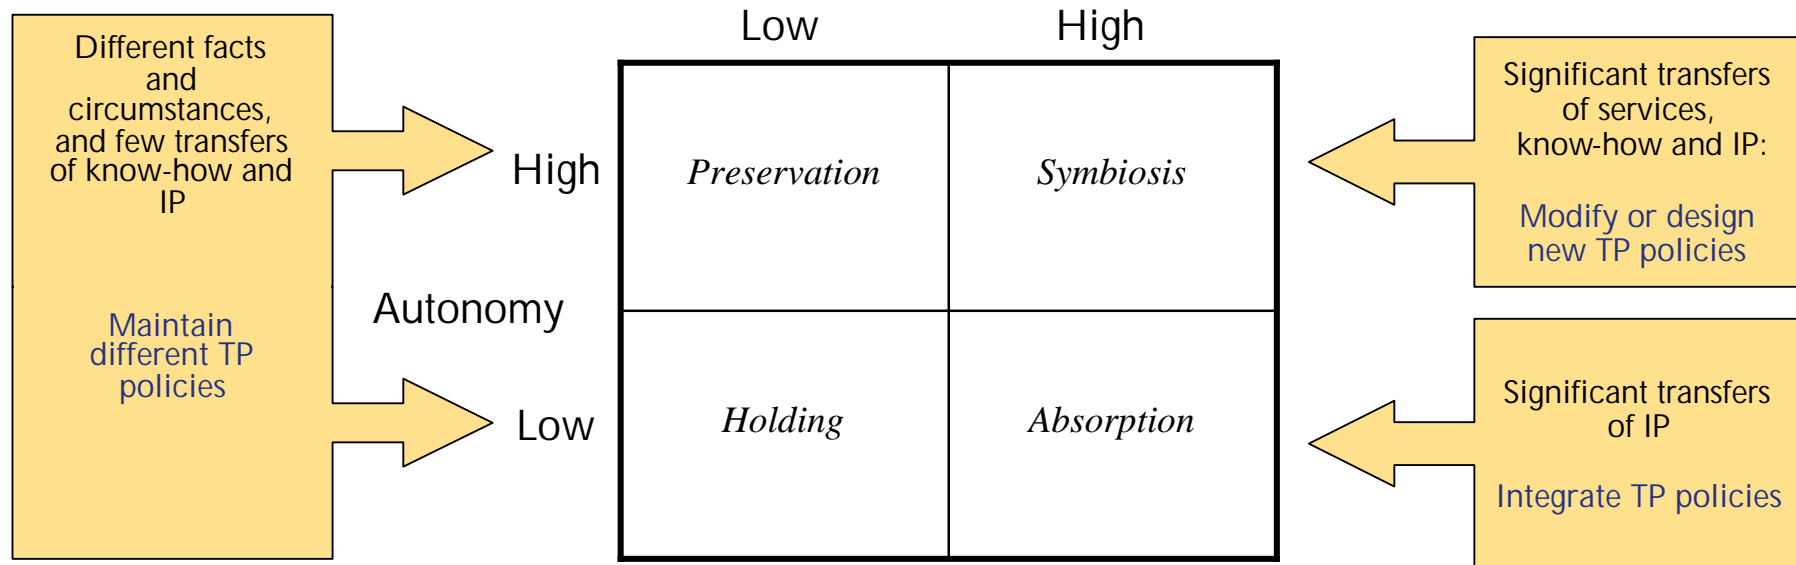 Low High
Different facts
and
circumstances,
and few transfers
of know-how and
IP
Maintain
different TP
policies
High
Autonomy
Low
Preservation
Symbiosis
Holding
Absorption
Significant transfers
of services,
know-how and IP:
Modify or design
new TP policies
Significant transfers
of IP
Integrate TP policies